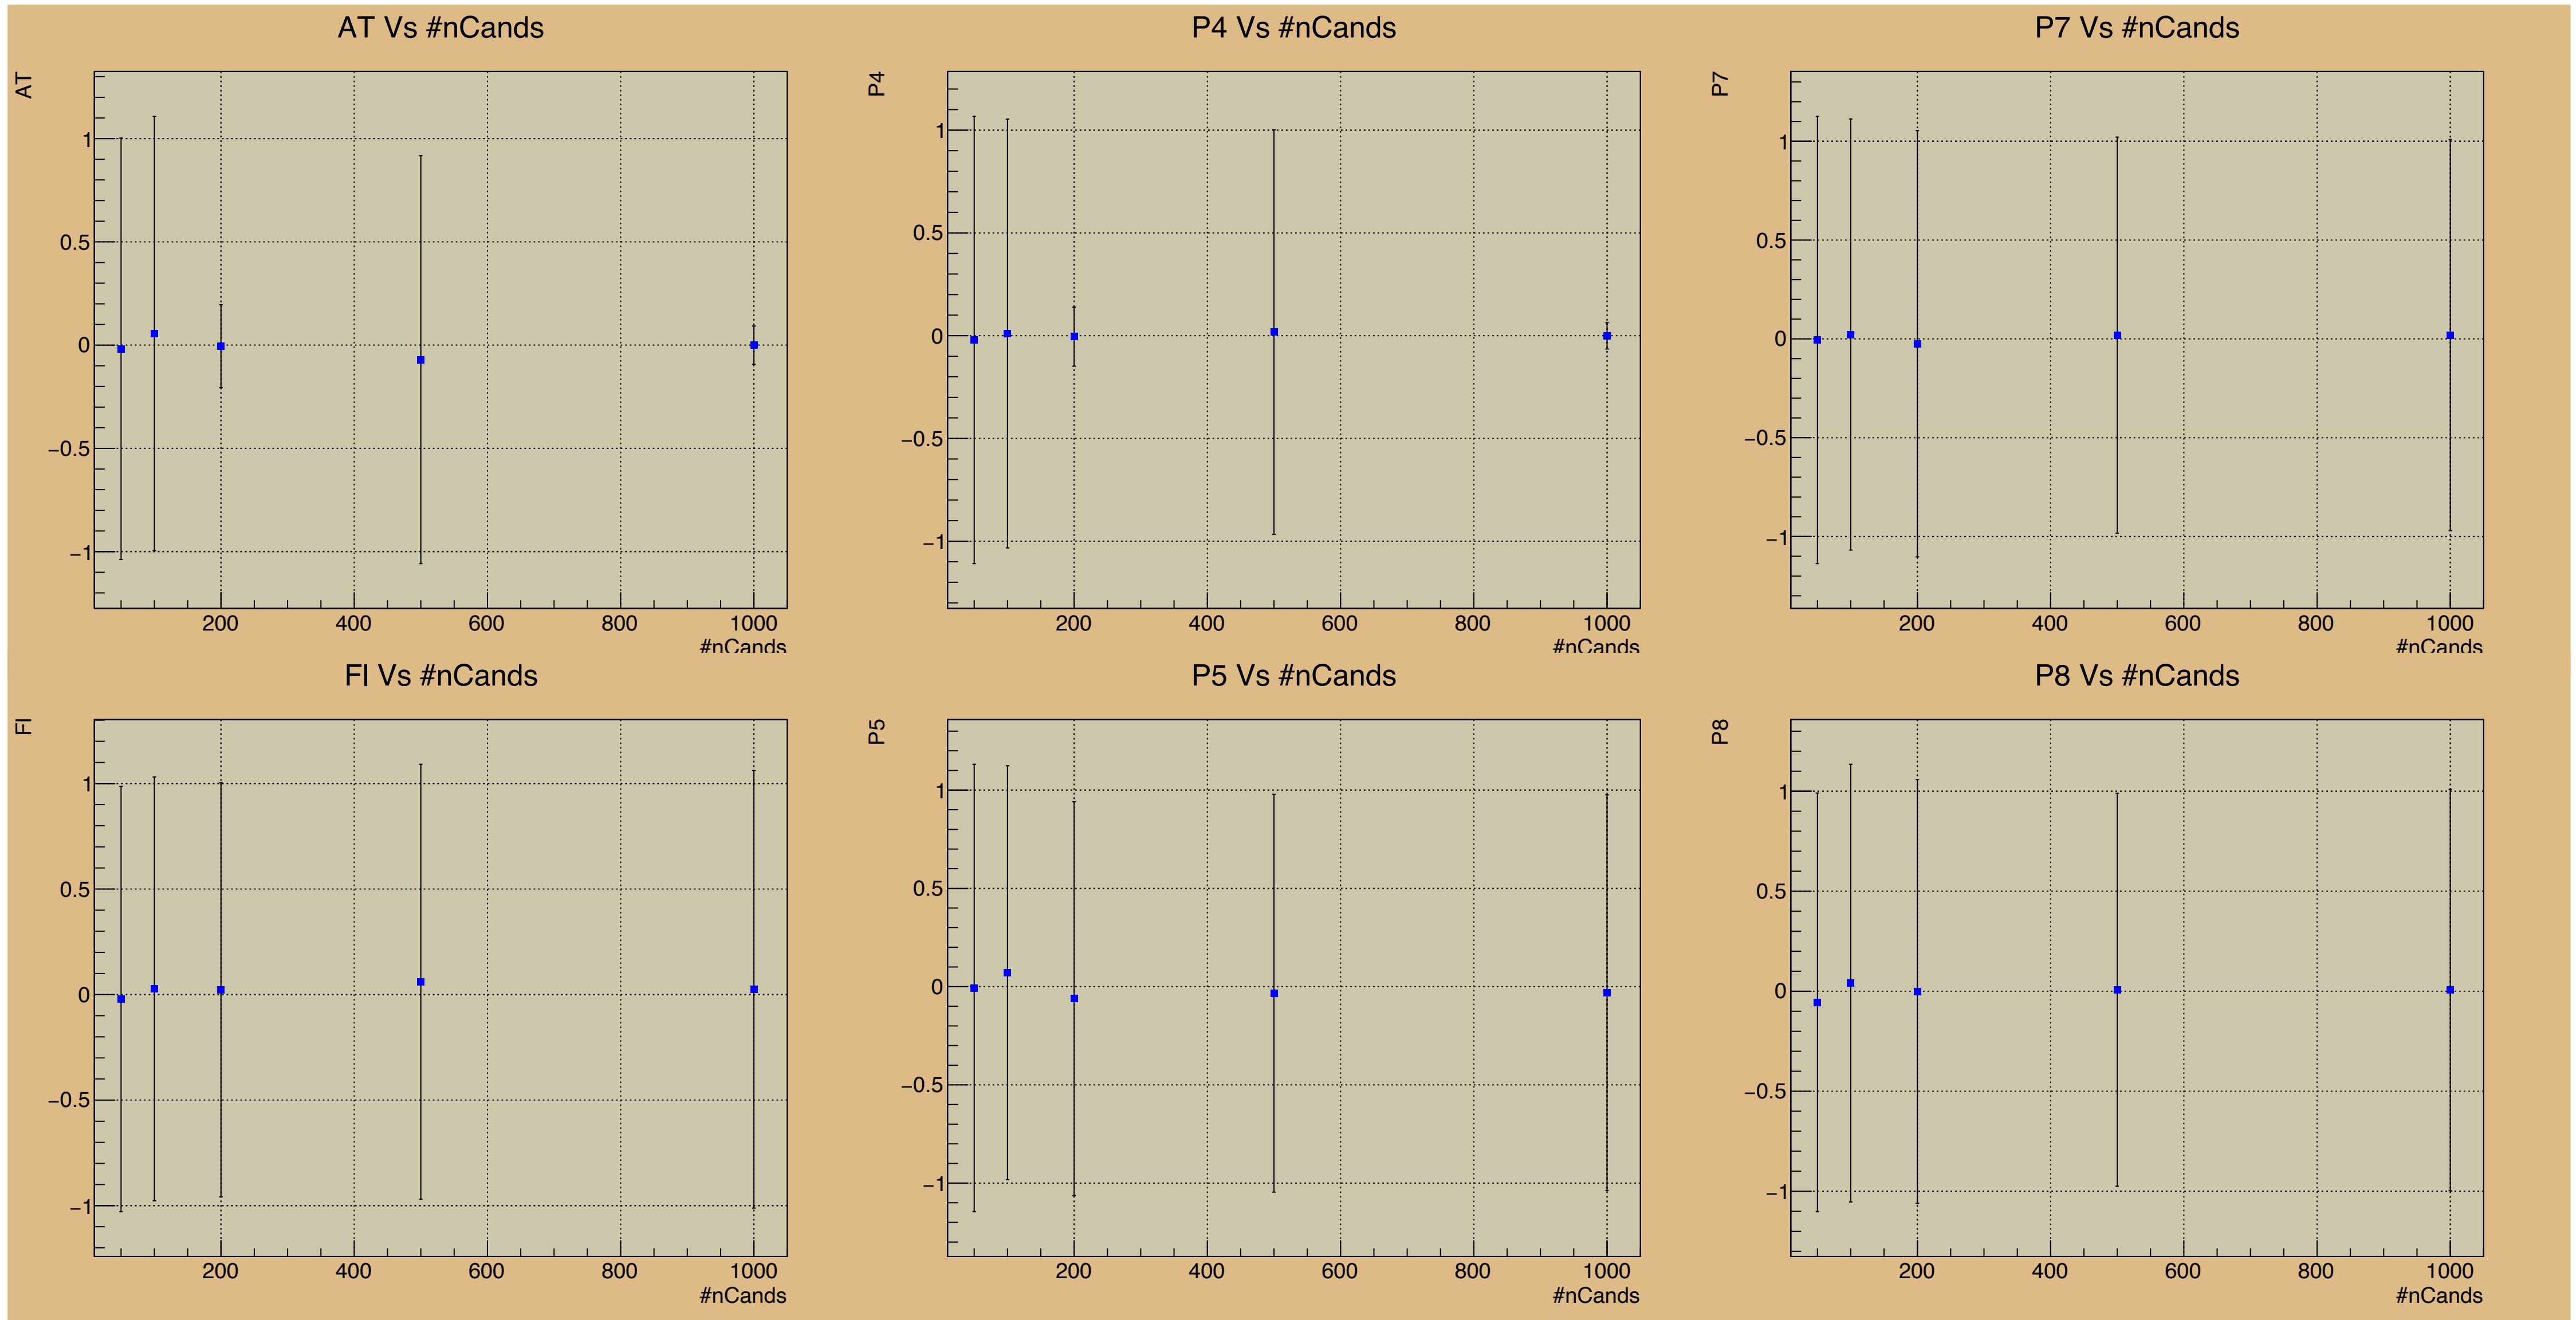 AT Vs #nCands
AT
1
0.5
0
−0.5
−1
200 400 600 800 1000
#nCands
P4 Vs #nCands
P4
1
0.5
0
−0.5
−1
200 400 600 800 1000
#nCands
P7 Vs #nCands
P7
1
0.5
0
−0.5
−1
200 400 600 800 1000
#nCands
Fl Vs #nCands
Fl
1
0.5
0
−0.5
−1
200 400 600 800 1000
#nCands
P5 Vs #nCands
P5
1
0.5
0
−0.5
−1
200 400 600 800 1000
#nCands
P8 Vs #nCands
P8
1
0.5
0
−0.5
−1
200 400 600 800 1000
#nCands